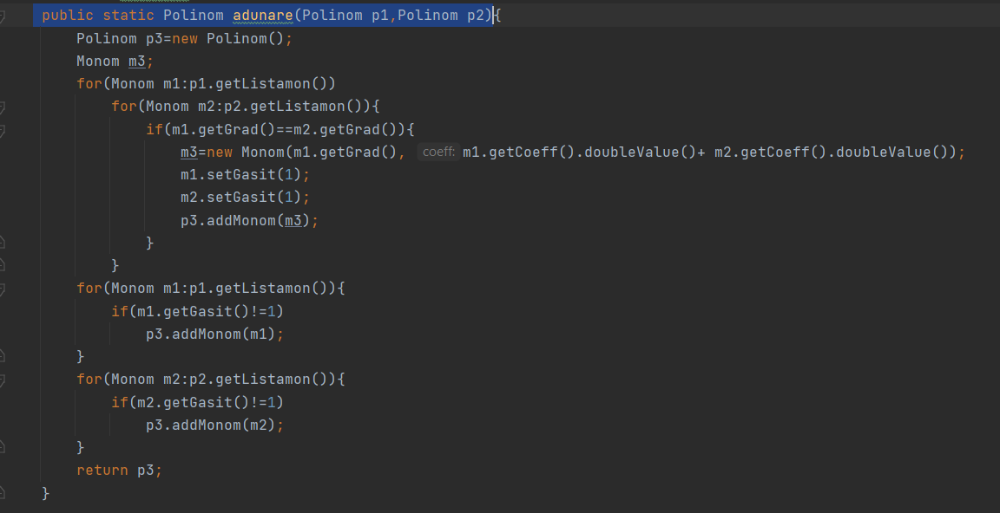 public static Polinom adunare(Polinom p1,Polinom p2){
Polinom p3=new Polinom();
Monom m3;
for(Monom m1:p1.getListamon())
for(Monom m2:p2.getListamon()){
if(m1.getGrad()==m2.getGrad()){
m3=new Monom(m1.getGrad(), coeff: m1.getCoeff().doubleValue()+ m2.getCoeff().doubleValue());
m1.setGasit(1);
m2.setGasit(1);
p3.addMonom(m3);
}
}
for(Monom m1:p1.getListamon()){
if(m1.getGasit()!=1)
p3.addMonom(m1);
}
for(Monom m2:p2.getListamon()){
if(m2.getGasit()!=1)
p3.addMonom(m2);
}
return p3;
}